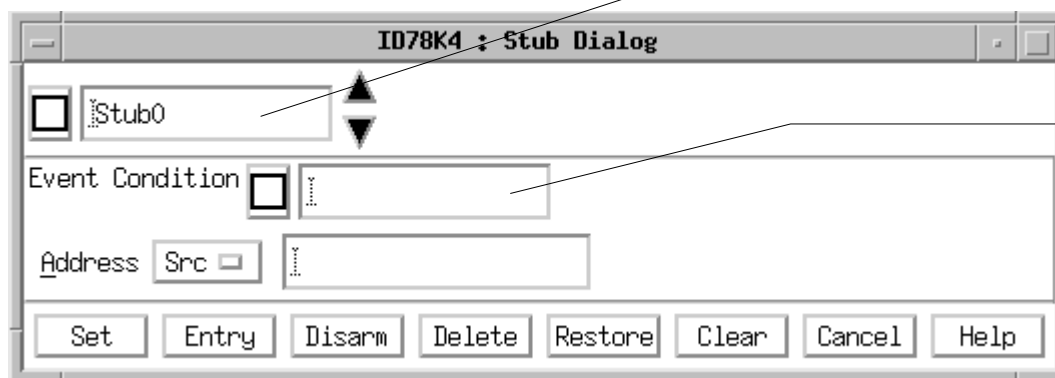 ID78K4 : Stub Dialog
Stub0
Event Condition
Address Src
Set Entry Disarm Delete Restore Clear Cancel Help